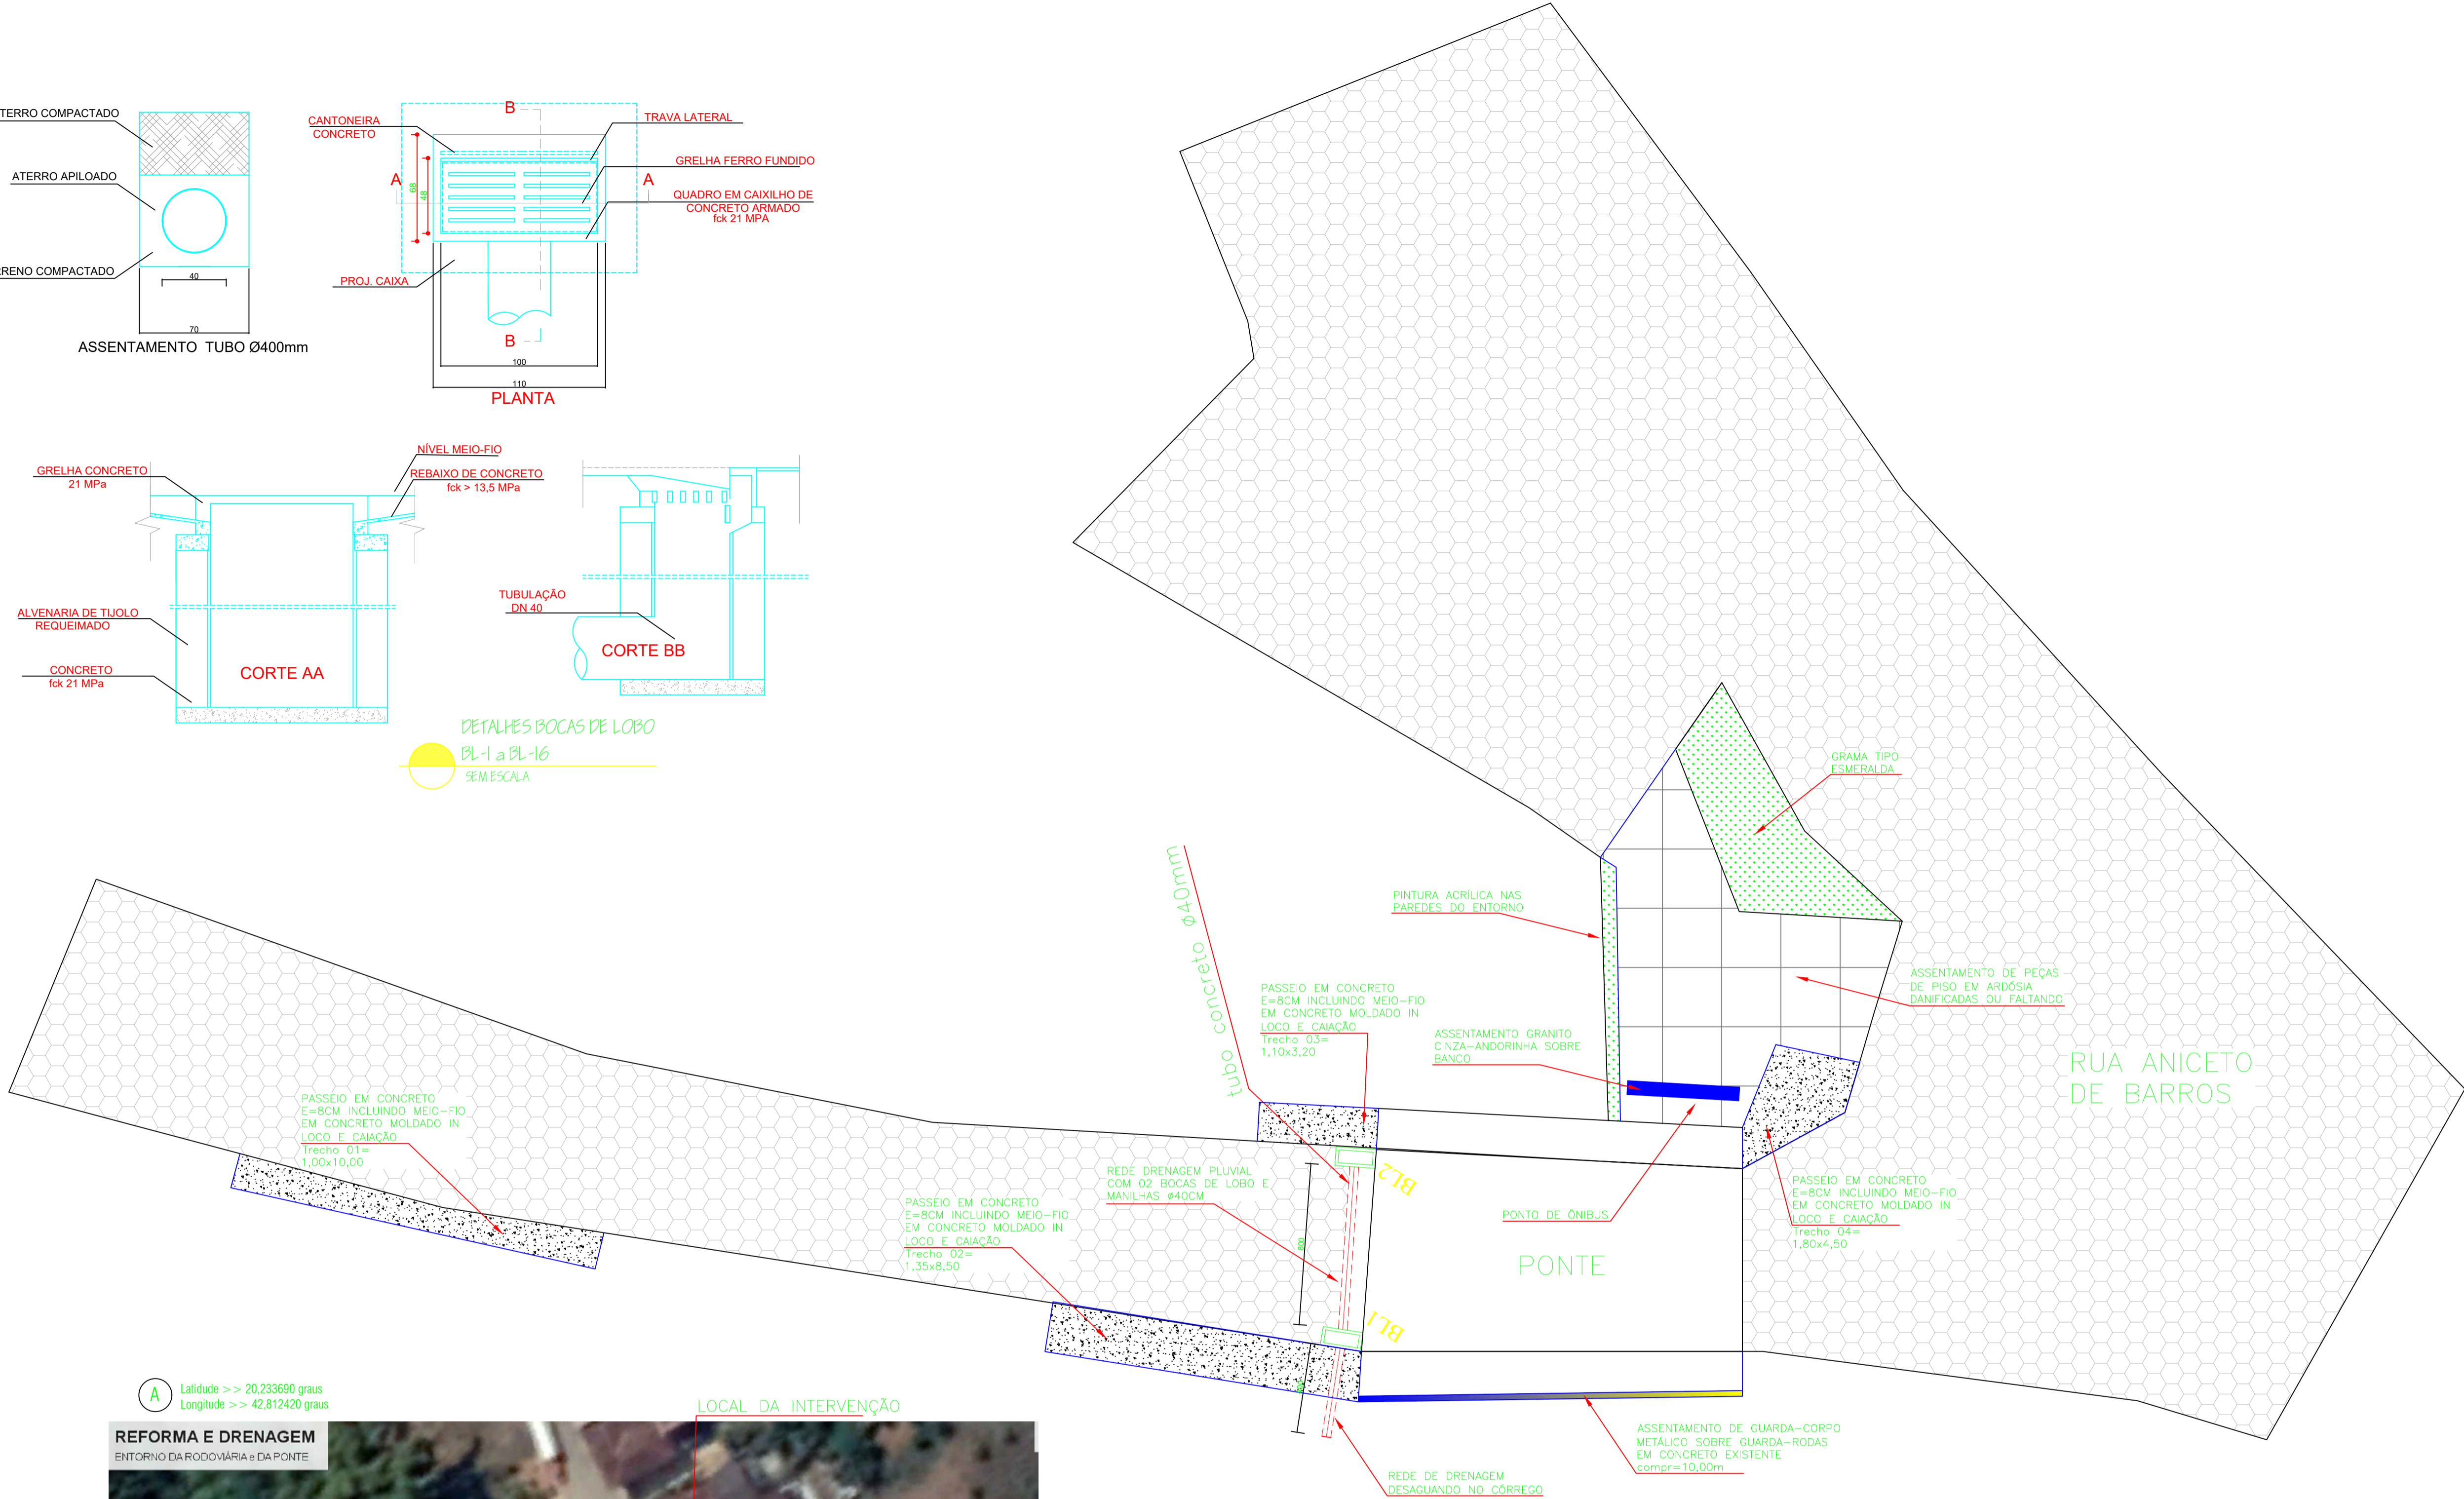 TERRO COMPACTADO
ATERRO APILOADO
RRENO COMPACTADO
40
70
ASSENTAMENTO TUBO Ø400mm
B
CANTONEIRA
CONCRETO
TRAVA LATERAL
GRELHA FERRO FUNDIDO
A
A
68
48
QUADRO EM CAIXILHO DE
CONCRETO ARMADO
fck 21 MPA
PROJ. CAIXA
B
100
110
PLANTA
GRELHA CONCRETO
21 MPa
NÍVEL MEIO-FIO
REBAIXO DE CONCRETO
fck > 13,5 MPa
ALVENARIA DE TIJOLO
REQUEIMADO
CONCRETO
fck 21 MPa
CORTE AA
TUBULAÇÃO
DN 40
CORTE BB
DETALHES BOCAS DE LOBO
BL-1 a BL-16
SEM ESCALA
GRAMA TIPO
ESMERALDA
PINTURA ACRÍLICA NAS
PAREDES DO ENTORNO
tubo concreto Ø40mm
PASSEIO EM CONCRETO
E=8CM INCLUINDO MEIO-FIO
EM CONCRETO MOLDADO IN
LOCO E CAIAÇÃO
Trecho 03=
1,10x3,20
ASSENTAMENTO GRANITO
CINZA-ANDORINHA SOBRE
BANCO
ASSENTAMENTO DE PEÇAS
DE PISO EM ARDÓSIA
DANIFICADAS OU FALTANDO
RUA ANICETO
DE BARROS
PASSEIO EM CONCRETO
E=8CM INCLUINDO MEIO-FIO
EM CONCRETO MOLDADO IN
LOCO E CAIAÇÃO
Trecho 01=
1,00x10,00
PASSEIO EM CONCRETO
E=8CM INCLUINDO MEIO-FIO
EM CONCRETO MOLDADO IN
LOCO E CAIAÇÃO
Trecho 02=
1,35x8,50
REDE DRENAGEM PLUVIAL
COM 02 BOCAS DE LOBO E
MANILHAS Ø40CM
BL2
BL1
600
PONTO DE ÔNIBUS
PONTE
PASSEIO EM CONCRETO
E=8CM INCLUINDO MEIO-FIO
EM CONCRETO MOLDADO IN
LOCO E CAIAÇÃO
Trecho 04=
1,80x4,50
A
Latidude >> 20,233690 graus
Longitude >> 42,812420 graus
LOCAL DA INTERVENÇÃO
REFORMA E DRENAGEM
ENTORNO DA RODOVIÁRIA e DA PONTE
ASSENTAMENTO DE GUARDA-CORPO
METÁLICO SOBRE GUARDA-RODAS
EM CONCRETO EXISTENTE
compr=10,00m
REDE DE DRENAGEM
DESAGUANDO NO CÓRREGO